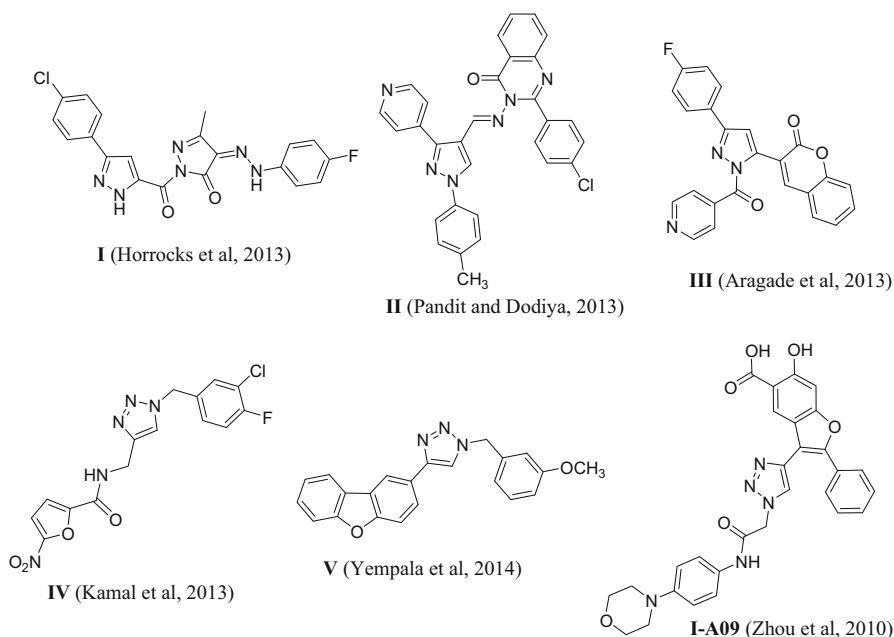 Cl
N
N
N
N
H
O
N
O
N
H
F
I (Horrocks et al, 2013)
O
N
N
N
N
N
N
Cl
CH3
II (Pandit and Dodiya, 2013)
F
N
N
O
O
O
N
III (Aragade et al, 2013)
Cl
F
N
N
N
HN
O
O
O2N
IV (Kamal et al, 2013)
N
N
N
O
OCH3
V (Yempala et al, 2014)
OH
OH
O
O
N
N
N
O
NH
N
O
I-A09 (Zhou et al, 2010)